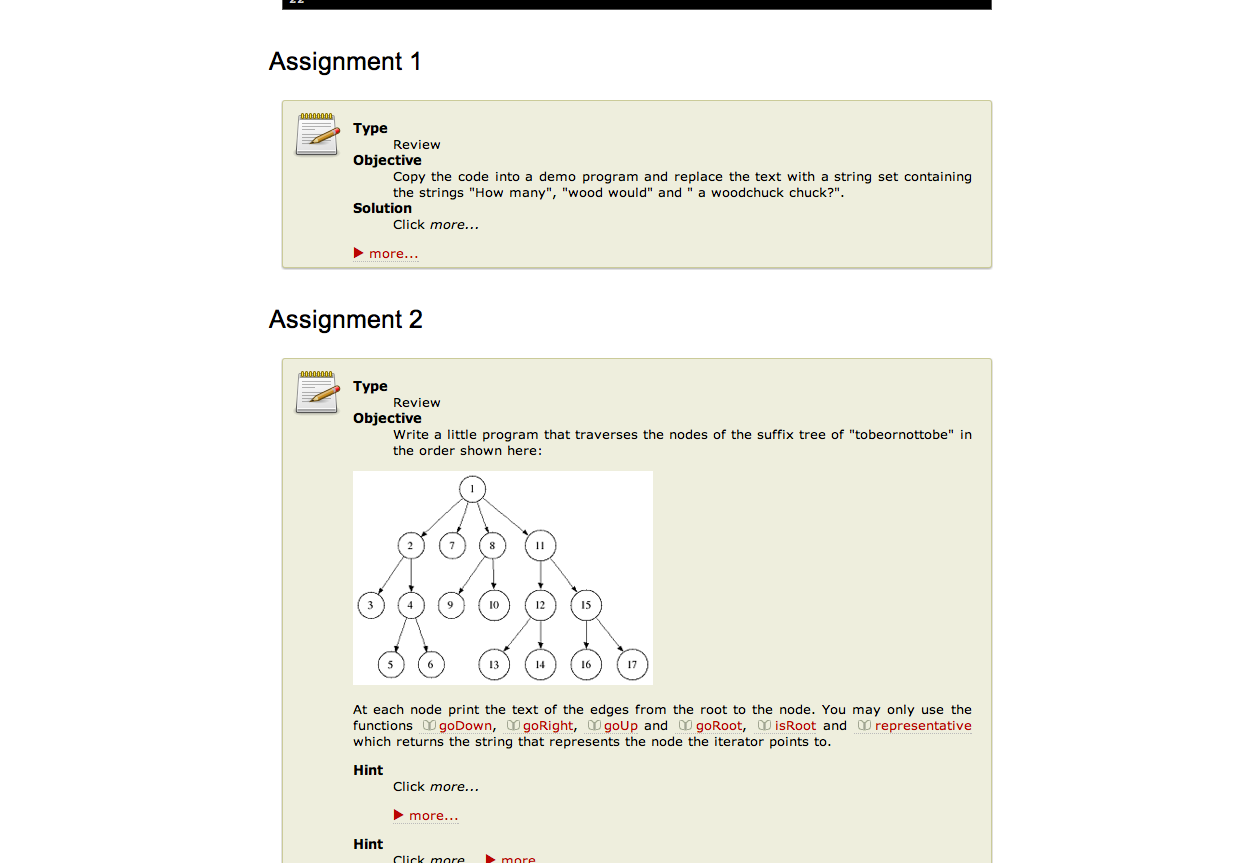 22
Assignment 1
Type
Review
Objective
Copy the code into a demo program and replace the text with a string set containing
the strings "How many", "wood would" and " a woodchuck chuck?".
Solution
Click more...
more...
Assignment 2
Type
Review
Objective
Write a little program that traverses the nodes of the suffix tree of "tobeornottobe" in
the order shown here:
1
2 7 8 11
3 4 9 10 12 15
5 6 13 14 16 17
At each node print the text of the edges from the root to the node. You may only use the
functions goDown, goRight, goUp and goRoot, isRoot and representative
which returns the string that represents the node the iterator points to.
Hint
Click more...
more...
Hint
Click more... more...